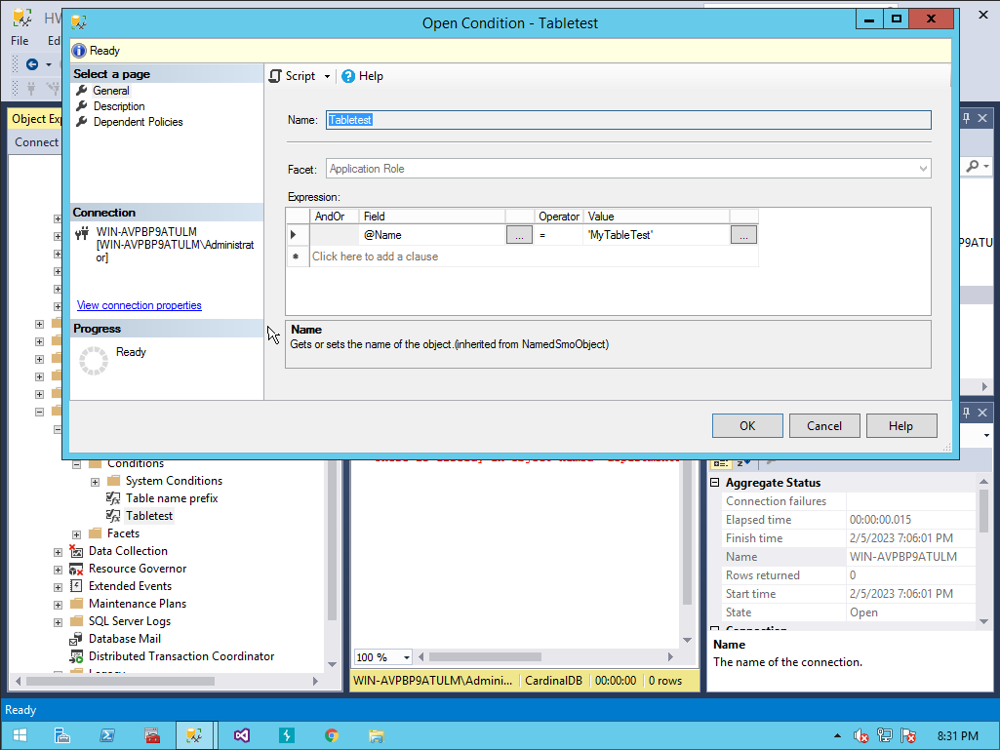 HW
Open Condition - Tabletest
File
Ed
Ready
Select a page
General
Description
Dependent Policies
Script
Help
Name:
Tabletest
Facet:
Application Role
Expression:
AndOr Field Operator Value
@Name ... = 'MyTableTest' ...
Click here to add a clause
Object Exp
Connect
Connection
WIN-AVPBP9ATULM
[WIN-AVPBP9ATULM\Administrat
or]
View connection properties
Progress
Ready
Name
Gets or sets the name of the object.(inherited from NamedSmoObject)
OK
Cancel
Help
P9ATU
Conditions
System Conditions
Table name prefix
Tabletest
Facets
Data Collection
Resource Governor
Extended Events
Maintenance Plans
SQL Server Logs
Database Mail
Distributed Transaction Coordinator
Legacy
100 %
WIN-AVPBP9ATULM\Admini... CardinalDB 00:00:00 0 rows
Aggregate Status
Connection failures
Elapsed time 00:00:00.015
Finish time 2/5/2023 7:06:01 PM
Name WIN-AVPBP9ATULM
Rows returned 0
Start time 2/5/2023 7:06:01 PM
State Open
Connection
Name
The name of the connection.
Ready
8:31 PM